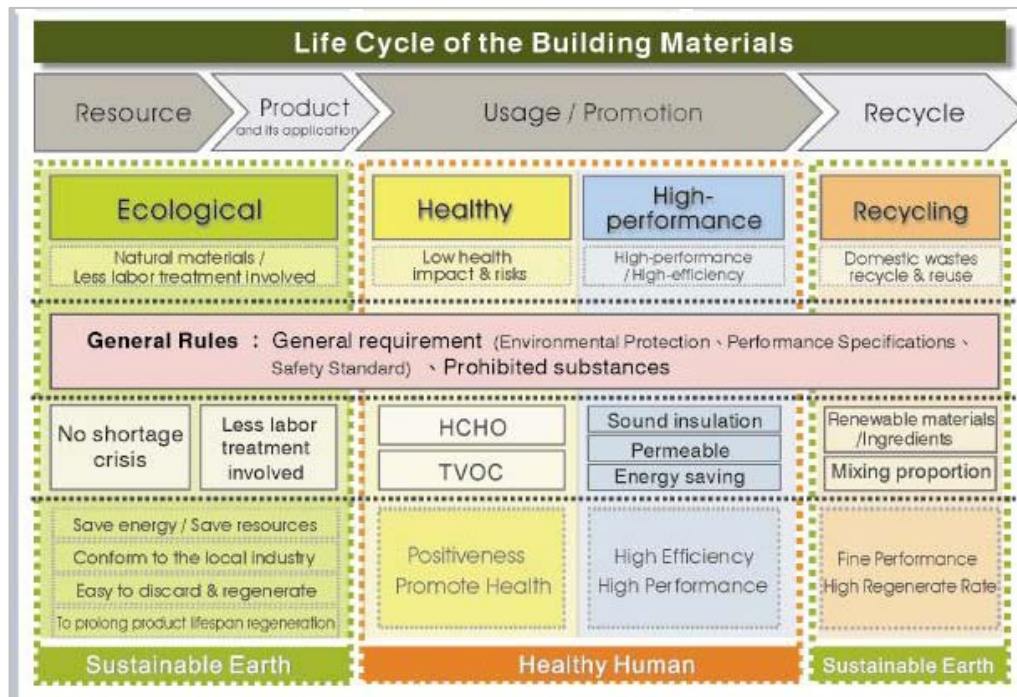 Life Cycle of the Building Materials
Resource
Product
and its application
Usage / Promotion
Recycle
Ecological
Natural materials /
Less labor treatment involved
Healthy
Low health
impact & risks
High-
performance
High-performance
/ High-efficiency
Recycling
Domestic wastes
recycle & reuse
General Rules : General requirement (Environmental Protection、Performance Specifications、
Safety Standard) 、Prohibited substances
No shortage
crisis
Less labor
treatment
involved
HCHO
TVOC
Sound insulation
Permeable
Energy saving
Renewable materials
/Ingredients
Mixing proportion
Save energy / Save resources
Conform to the local industry
Easy to discard & regenerate
To prolong product lifespan regeneration
Positiveness
Promote Health
High Efficiency
High Performance
Fine Performance
High Regenerate Rate
Sustainable Earth
Healthy Human
Sustainable Earth